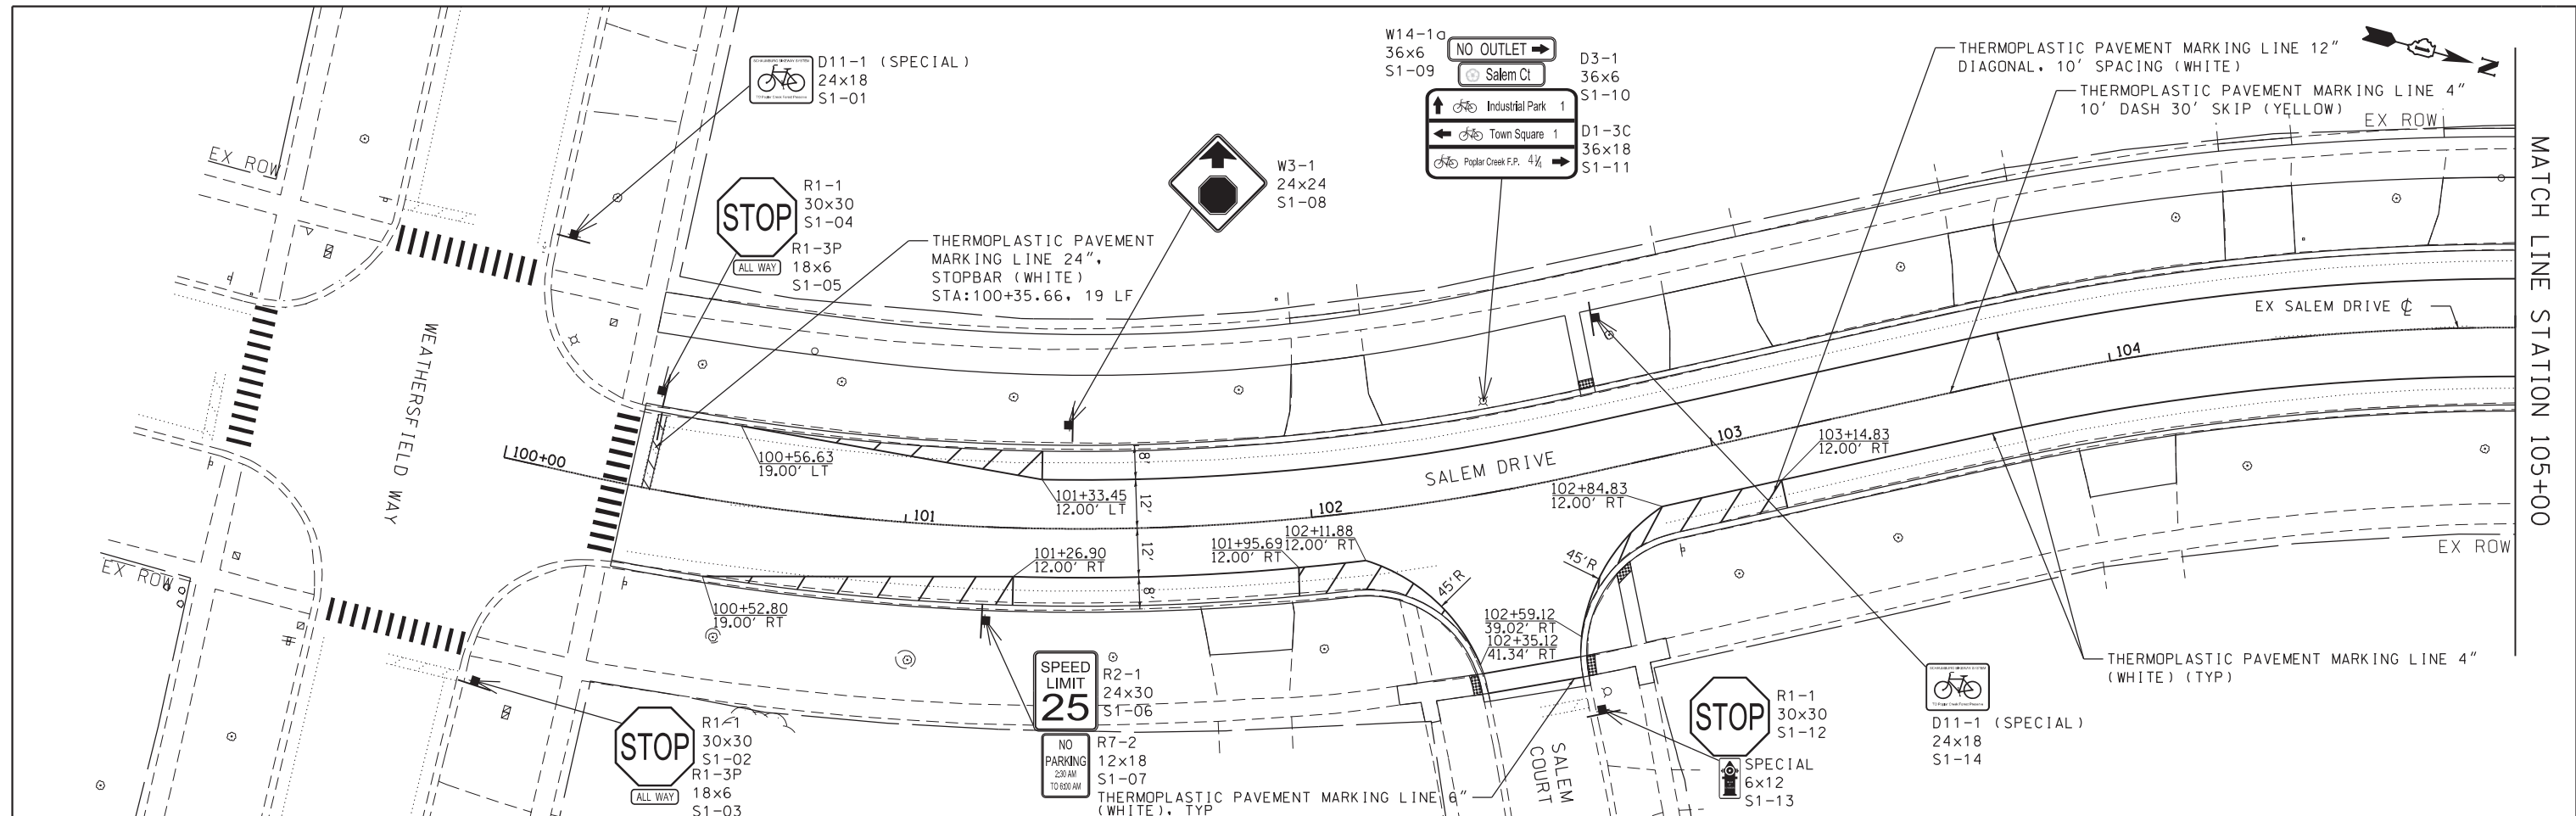 D11-1 (SPECIAL)
24x18
S1-01
EX ROW
STOP
R1-1
30x30
S1-04
R1-3P
18x6
S1-05
ALL WAY
THERMOPLASTIC PAVEMENT
MARKING LINE 24",
STOPBAR (WHITE)
STA:100+35.66, 19 LF
W3-1
24x24
S1-08
W14-1a
36x6
S1-09
NO OUTLET
Salem Ct
D3-1
36x6
S1-10
Industrial Park 1
Town Square 1
Poplar Creek F.P. 4¼
D1-3C
36x18
S1-11
THERMOPLASTIC PAVEMENT MARKING LINE 12"
DIAGONAL, 10' SPACING (WHITE)
THERMOPLASTIC PAVEMENT MARKING LINE 4"
10' DASH 30' SKIP (YELLOW)
EX ROW
N
MATCH LINE STATION 105+00
WEATHERSFIELD WAY
100+00
100+56.63
19.00' LT
101
101+33.45
12.00' LT
8'
12'
12'
8'
102
SALEM DRIVE
103
103+14.83
12.00' RT
104
EX SALEM DRIVE ℄
102+84.83
12.00' RT
101+26.90
12.00' RT
101+95.69
12.00' RT
102+11.88
12.00' RT
45'R
45'R
100+52.80
19.00' RT
102+59.12
39.02' RT
102+35.12
41.34' RT
EX ROW
EX ROW
SPEED
LIMIT
25
R2-1
24x30
S1-06
NO
PARKING
2:30 AM
TO 6:00 AM
R7-2
12x18
S1-07
STOP
R1-1
30x30
S1-02
R1-3P
18x6
S1-03
ALL WAY
THERMOPLASTIC PAVEMENT MARKING LINE 6"
(WHITE), TYP
SALEM
COURT
STOP
R1-1
30x30
S1-12
SPECIAL
6x12
S1-13
D11-1 (SPECIAL)
24x18
S1-14
THERMOPLASTIC PAVEMENT MARKING LINE 4"
(WHITE) (TYP)